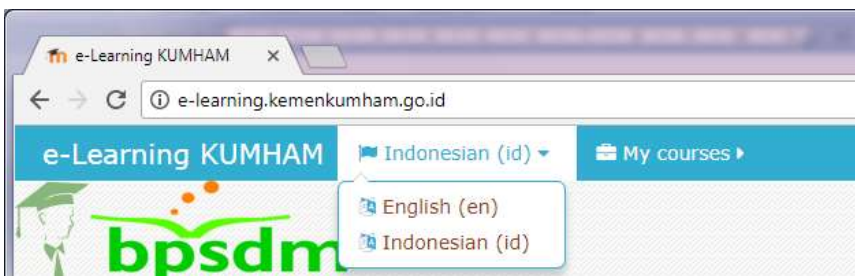 e-Learning KUMHAM
e-learning.kemenkumham.go.id
e-Learning KUMHAM Indonesian (id) My courses
English (en)
Indonesian (id)
bpsdm